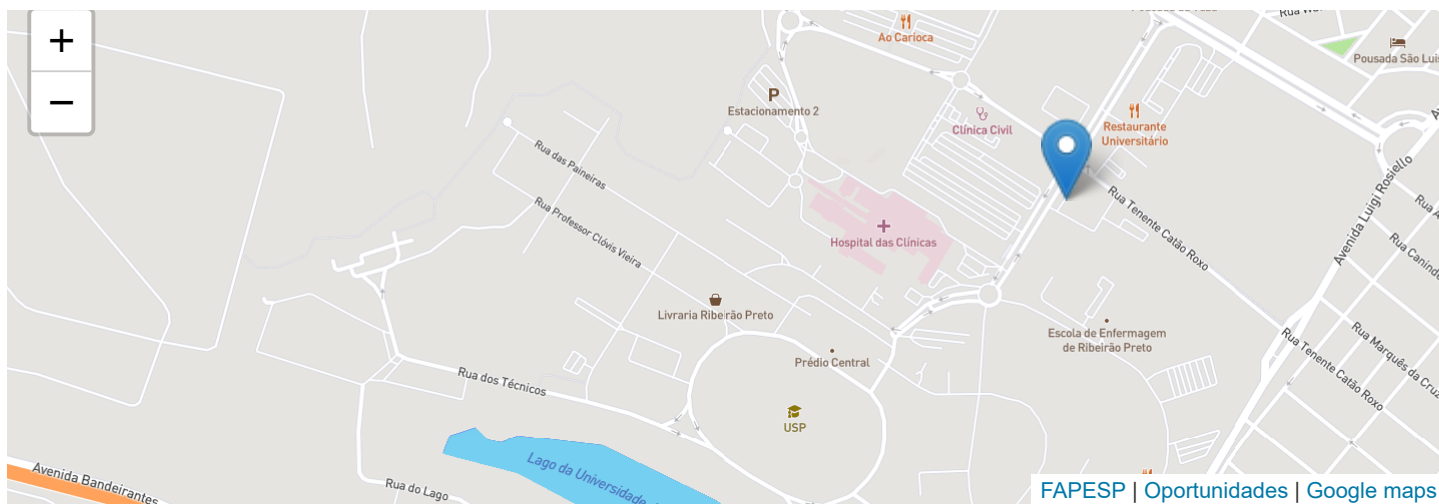 +
−
Ao Carioca
Pousada São Luis
P
Estacionamento 2
Clínica Civil
Restaurante
Universitário
Avenida Luigi Rosiello
Rua das Paineiras
Rua Professor Clóvis Vieira
Hospital das Clínicas
Rua Tenente Catão Roxo
Livraria Ribeirão Preto
Escola de Enfermagem
de Ribeirão Preto
Prédio Central
Rua Tenente Catão Roxo
Rua Marquês da Cruz
Rua dos Técnicos
USP
Lago da Universidade
Avenida Bandeirantes
Rua do Lago
FAPESP | Oportunidades | Google maps